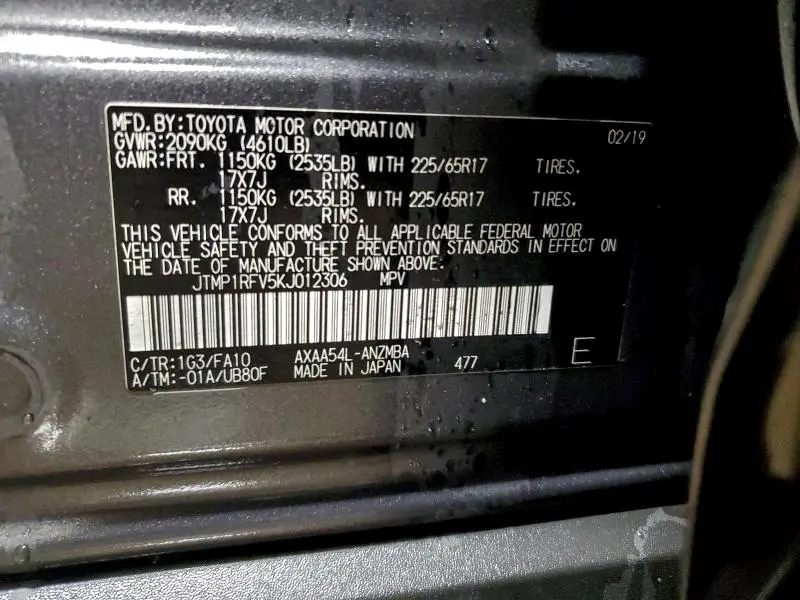 MFD.BY:TOYOTA MOTOR CORPORATION 02/19
GVWR:2090KG (4610LB)
GAWR:FRT. 1150KG (2535LB) WITH 225/65R17 TIRES.
17X7J RIMS.
RR. 1150KG (2535LB) WITH 225/65R17 TIRES.
17X7J RIMS.
THIS VEHICLE CONFORMS TO ALL APPLICABLE FEDERAL MOTOR
VEHICLE SAFETY AND THEFT PREVENTION STANDARDS IN EFFECT ON
THE DATE OF MANUFACTURE SHOWN ABOVE.
JTMP1RFV5KJ012306 MPV
C/TR:1G3/FA10 AXAA54L-ANZMBA 477 E
A/TM:-01A/UB80F MADE IN JAPAN